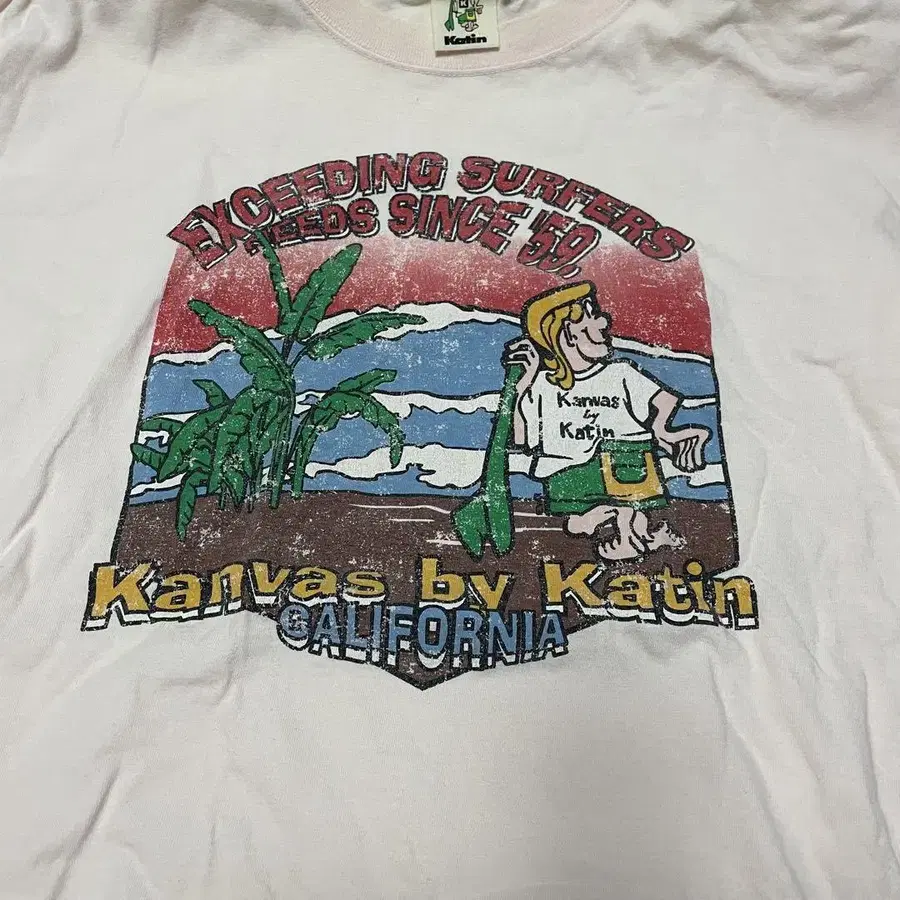 K
Katin
EXCEEDING SURFERS
NEEDS SINCE '59,
Kanvas
by
Katin
Kanvas by Katin
CALIFORNIA